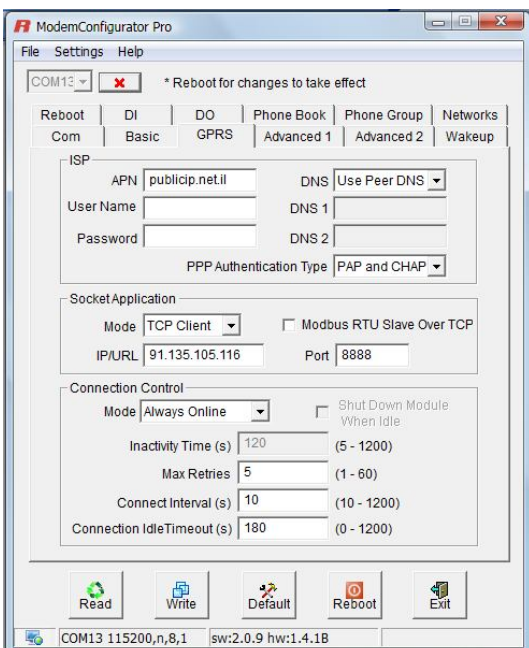 ModemConfigurator Pro
File Settings Help
COM13 * Reboot for changes to take effect
Reboot DI DO Phone Book Phone Group Networks
Com Basic GPRS Advanced 1 Advanced 2 Wakeup
ISP
APN publicip.net.il DNS Use Peer DNS
User Name DNS 1
Password DNS 2
PPP Authentication Type PAP and CHAP
Socket Application
Mode TCP Client Modbus RTU Slave Over TCP
IP/URL 91.135.105.116 Port 8888
Connection Control
Mode Always Online Shut Down Module
When Idle
Inactivity Time (s) 120 (5 - 1200)
Max Retries 5 (1 - 60)
Connect Interval (s) 10 (10 - 1200)
Connection IdleTimeout (s) 180 (0 - 1200)
Read Write Default Reboot Exit
COM13 115200,n,8,1 sw:2.0.9 hw:1.4.1B